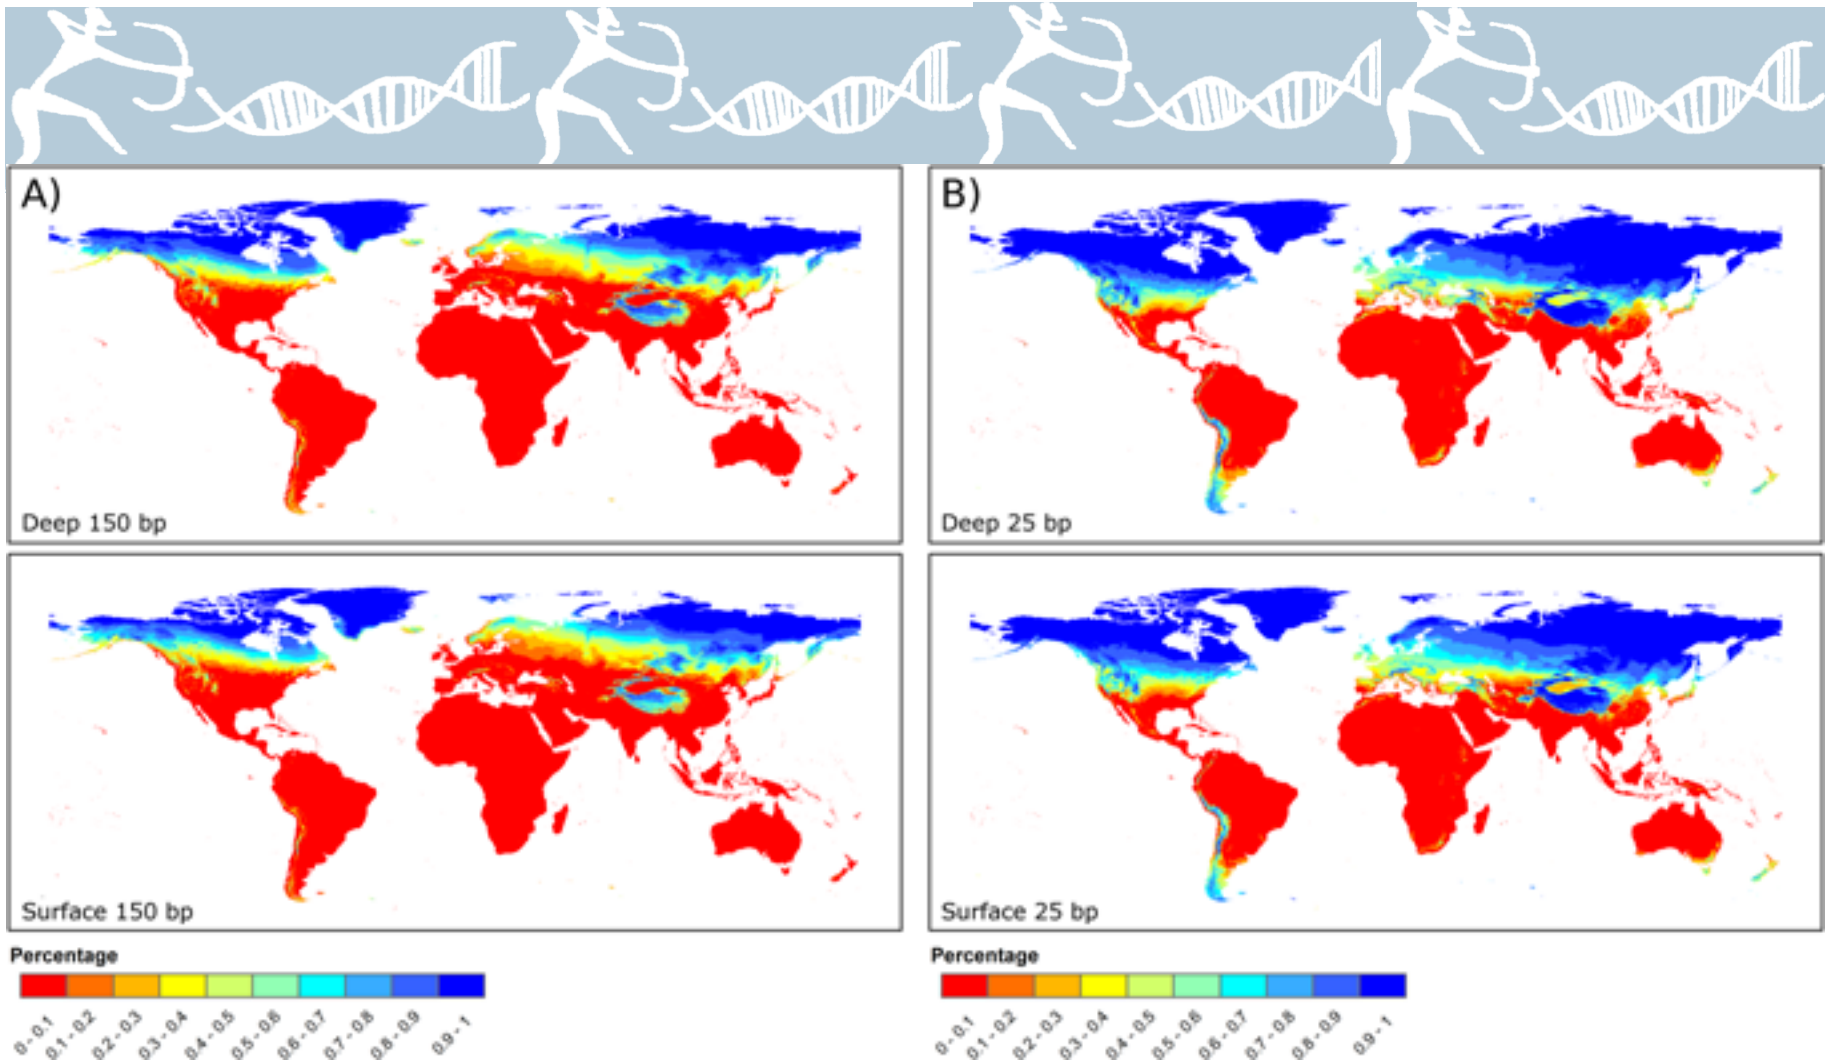 A)
Deep 150 bp
B)
Deep 25 bp
Surface 150 bp
Surface 25 bp
Percentage
0 - 0.1
0.1 - 0.2
0.2 - 0.3
0.3 - 0.4
0.4 - 0.5
0.5 - 0.6
0.6 - 0.7
0.7 - 0.8
0.8 - 0.9
0.9 - 1
Percentage
0 - 0.1
0.1 - 0.2
0.2 - 0.3
0.3 - 0.4
0.4 - 0.5
0.5 - 0.6
0.6 - 0.7
0.7 - 0.8
0.8 - 0.9
0.9 - 1